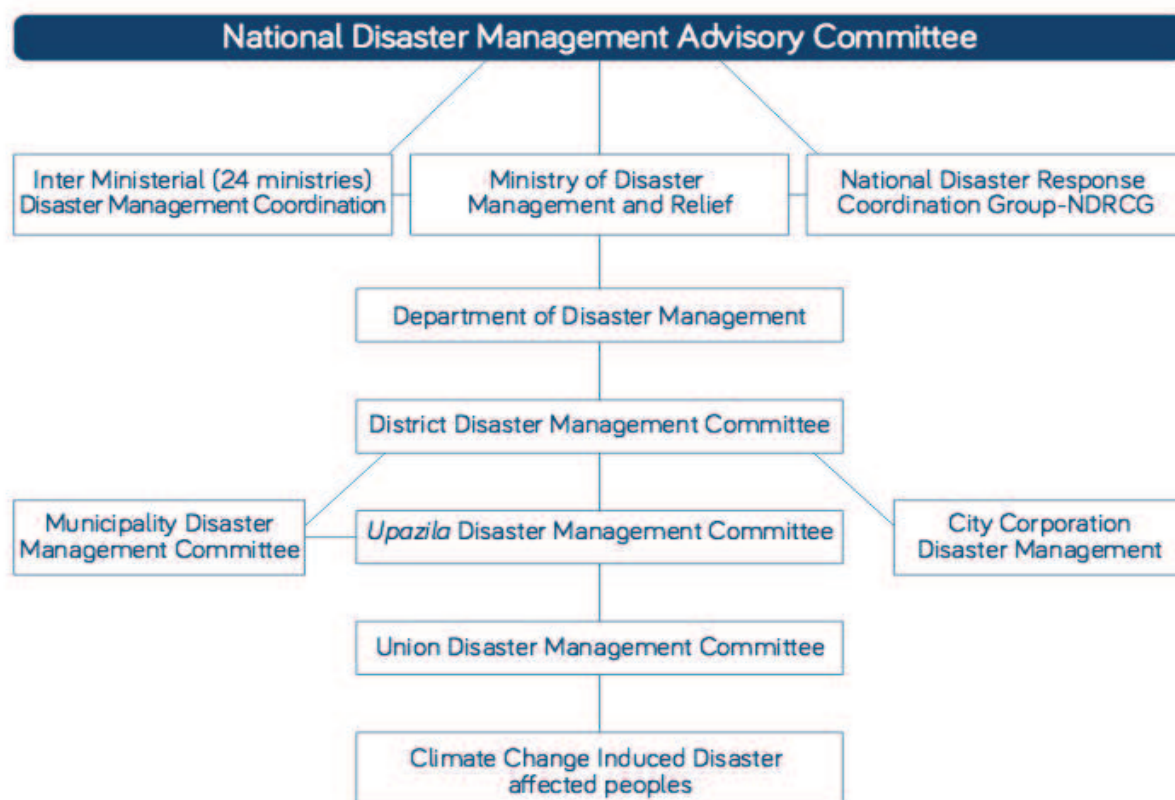 National Disaster Management Advisory Committee
Inter Ministerial (24 ministries)
Disaster Management Coordination
Ministry of Disaster
Management and Relief
National Disaster Response
Coordination Group-NDRCG
Department of Disaster Management
District Disaster Management Committee
Municipality Disaster
Management Committee
Upazila Disaster Management Committee
City Corporation
Disaster Management
Union Disaster Management Committee
Climate Change Induced Disaster
affected peoples